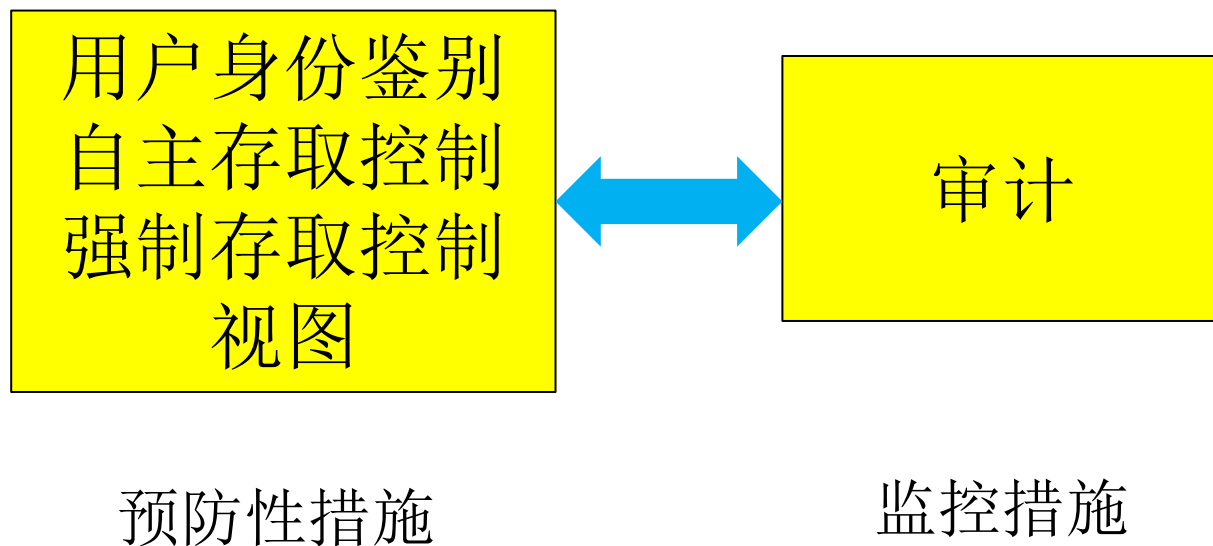 用户身份鉴别
自主存取控制
强制存取控制
视图
审计
预防性措施
监控措施